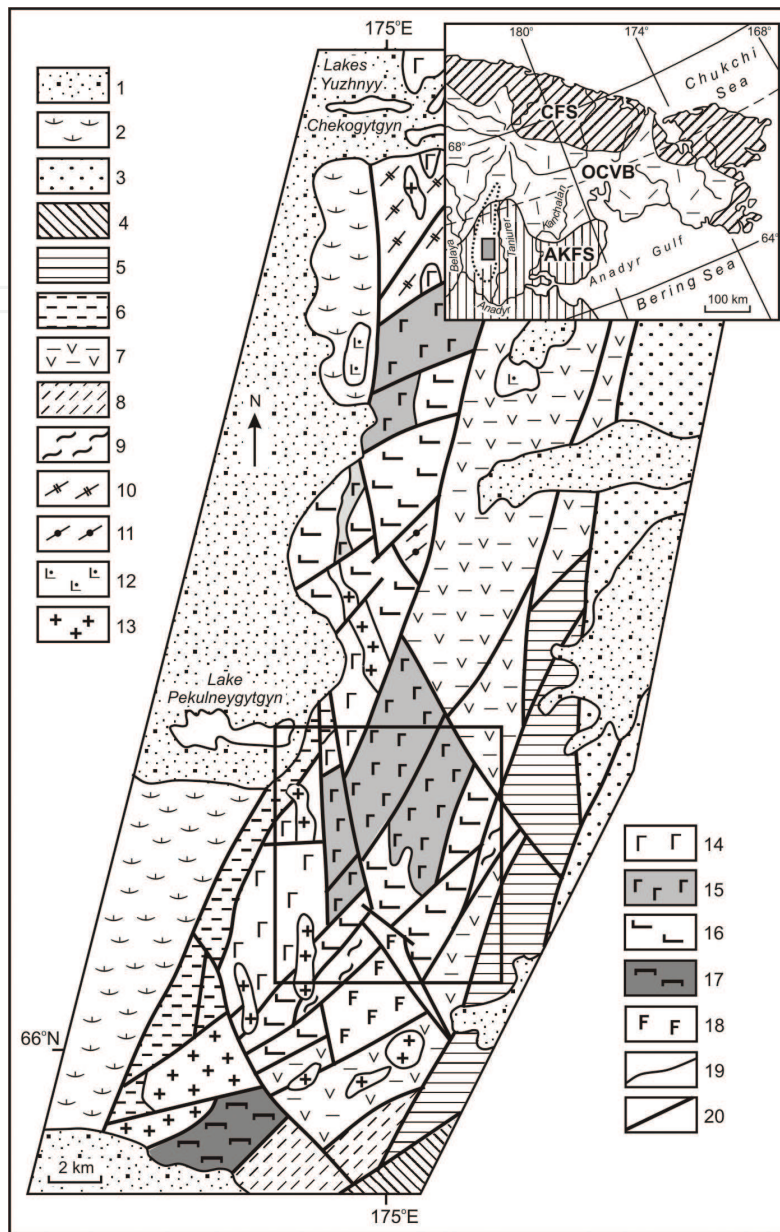 175°E
Lakes
Yuzhnyy
Chekogytgyn
180°
174°
168°
Chukchi
Sea
CFS
68°
OCVB
Kanchalan
Belaya
Tanlurer
AKFS
64°
Anadyr Gulf
Anadyr
Bering Sea
100 km
1
2
3
4
5
6
7
8
9
10
11
12
13
N
Lake
Pekulneygytgyn
14
15
16
17
18
19
20
66°N
2 km
175°E